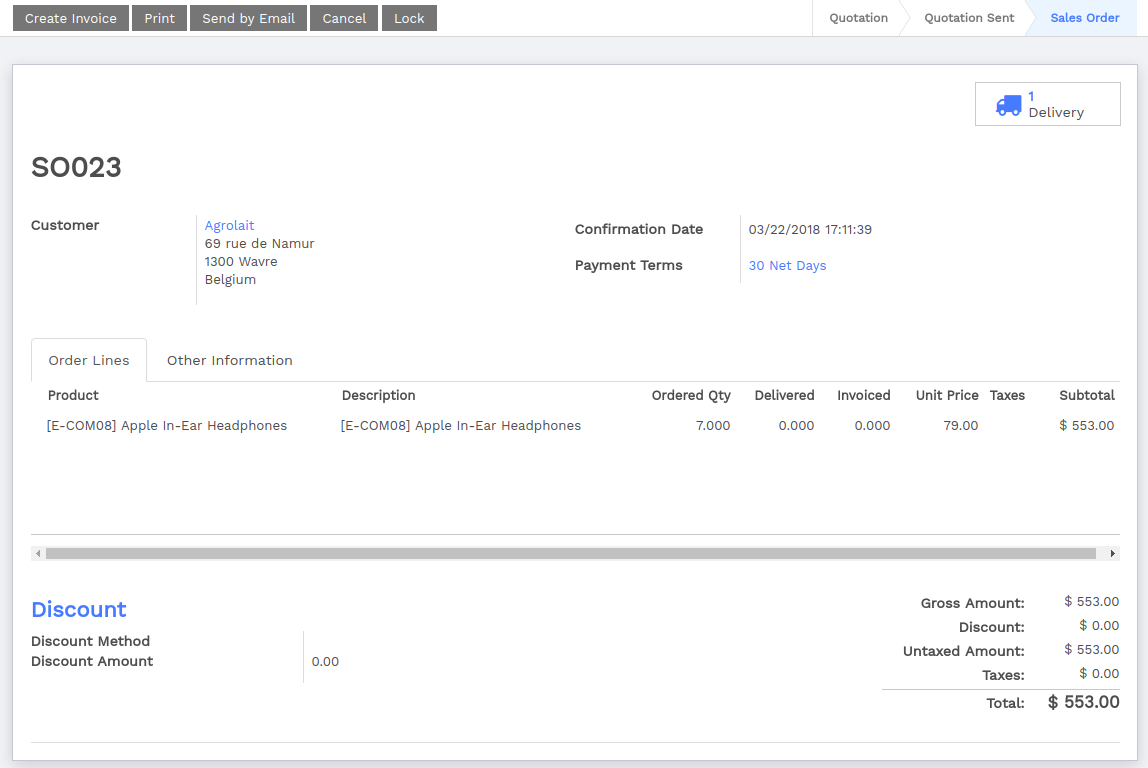 Create Invoice Print Send by Email Cancel Lock Quotation Quotation Sent Sales Order
1
Delivery
SO023
Customer
Agrolait
69 rue de Namur
1300 Wavre
Belgium
Confirmation Date 03/22/2018 17:11:39
Payment Terms 30 Net Days
Order Lines Other Information
Product Description Ordered Qty Delivered Invoiced Unit Price Taxes Subtotal
[E-COM08] Apple In-Ear Headphones [E-COM08] Apple In-Ear Headphones 7.000 0.000 0.000 79.00 $ 553.00
Discount
Discount Method
Discount Amount 0.00
Gross Amount: $ 553.00
Discount: $ 0.00
Untaxed Amount: $ 553.00
Taxes: $ 0.00
Total: $ 553.00